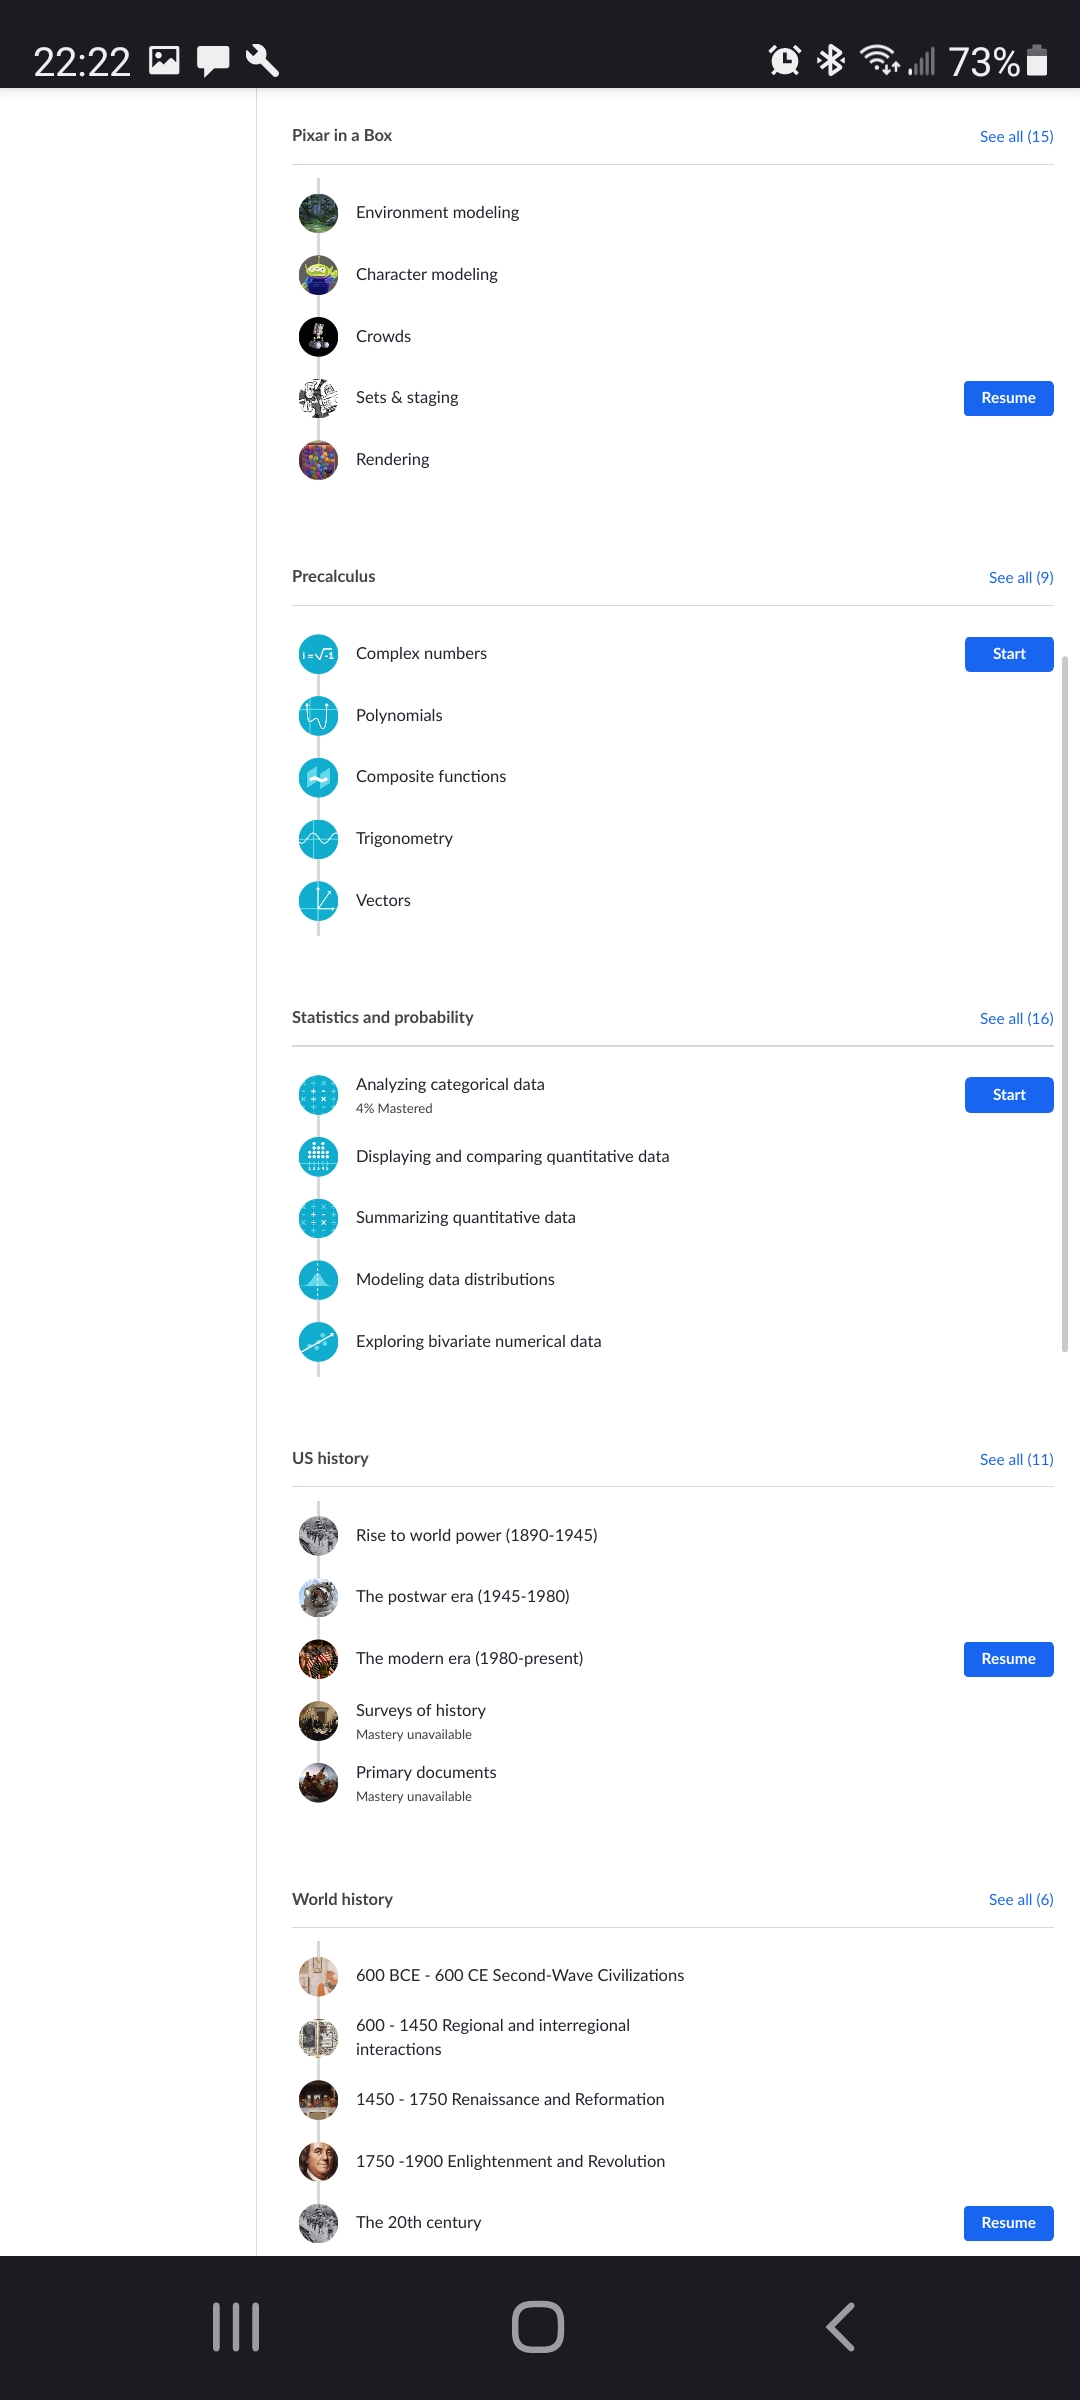 22:22
73%
Pixar in a Box
See all (15)
Environment modeling
Character modeling
Crowds
Sets & staging
Resume
Rendering
Precalculus
See all (9)
Complex numbers
Start
Polynomials
Composite functions
Trigonometry
Vectors
Statistics and probability
See all (16)
Analyzing categorical data
4% Mastered
Start
Displaying and comparing quantitative data
Summarizing quantitative data
Modeling data distributions
Exploring bivariate numerical data
US history
See all (11)
Rise to world power (1890-1945)
The postwar era (1945-1980)
The modern era (1980-present)
Resume
Surveys of history
Mastery unavailable
Primary documents
Mastery unavailable
World history
See all (6)
600 BCE - 600 CE Second-Wave Civilizations
600 - 1450 Regional and interregional
interactions
1450 - 1750 Renaissance and Reformation
1750 -1900 Enlightenment and Revolution
The 20th century
Resume